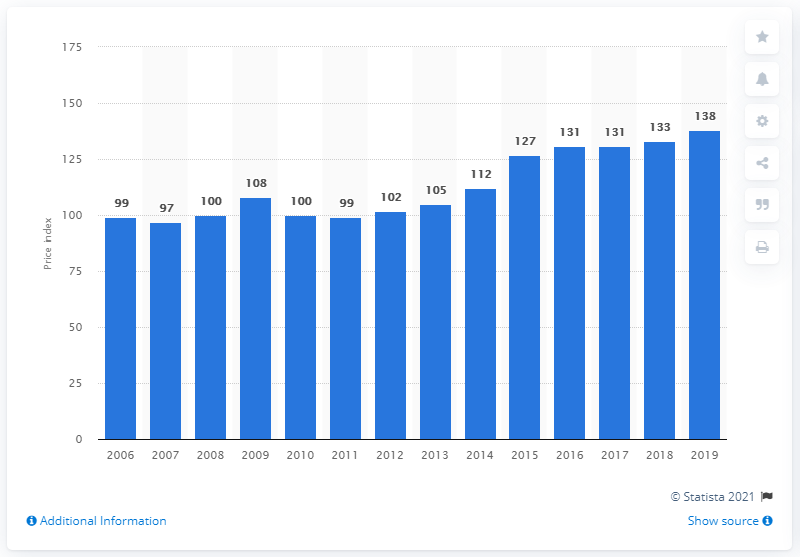 175
150
125
100
75
50
25
0
Price index
99 97 100 108 100 99 102 105 112 127 131 131 133 138
2006 2007 2008 2009 2010 2011 2012 2013 2014 2015 2016 2017 2018 2019
© Statista 2021
Additional Information
Show source